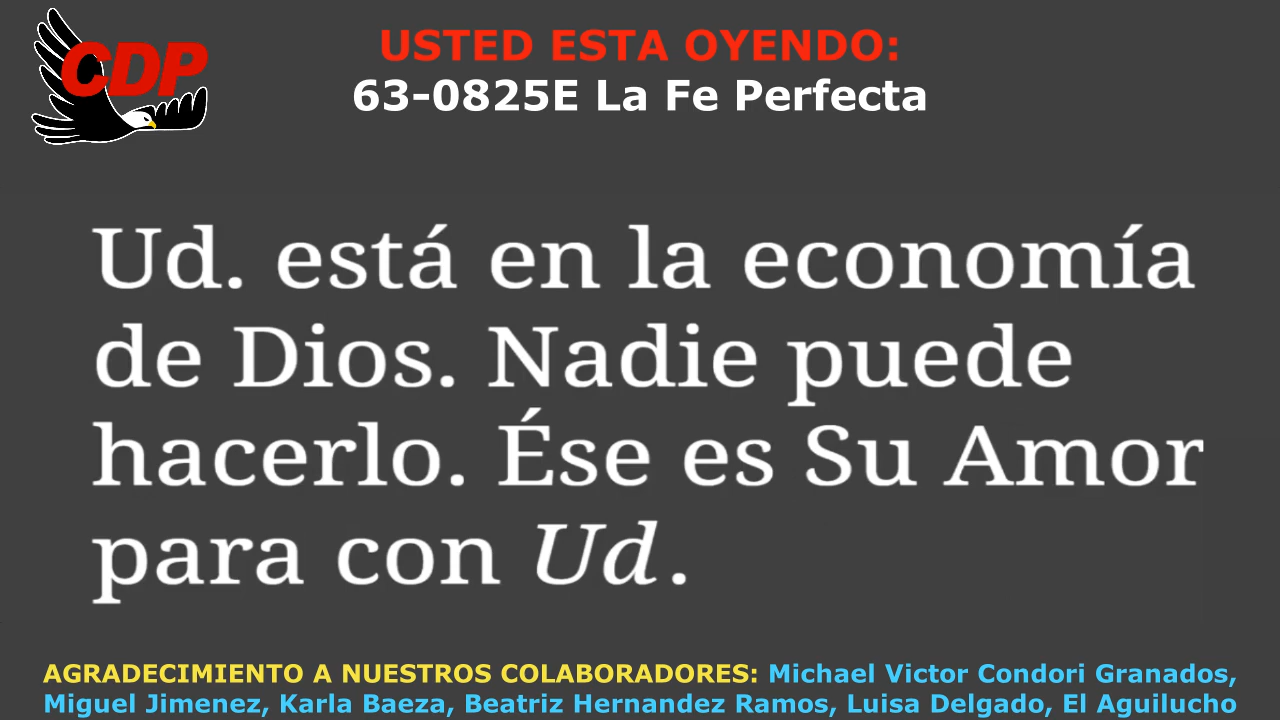 CDP
USTED ESTA OYENDO:
63-0825E La Fe Perfecta
Ud. está en la economía
de Dios. Nadie puede
hacerlo. Ése es Su Amor
para con Ud.
AGRADECIMIENTO A NUESTROS COLABORADORES: Michael Victor Condori Granados,
Miguel Jimenez, Karla Baeza, Beatriz Hernandez Ramos, Luisa Delgado, El Aguilucho